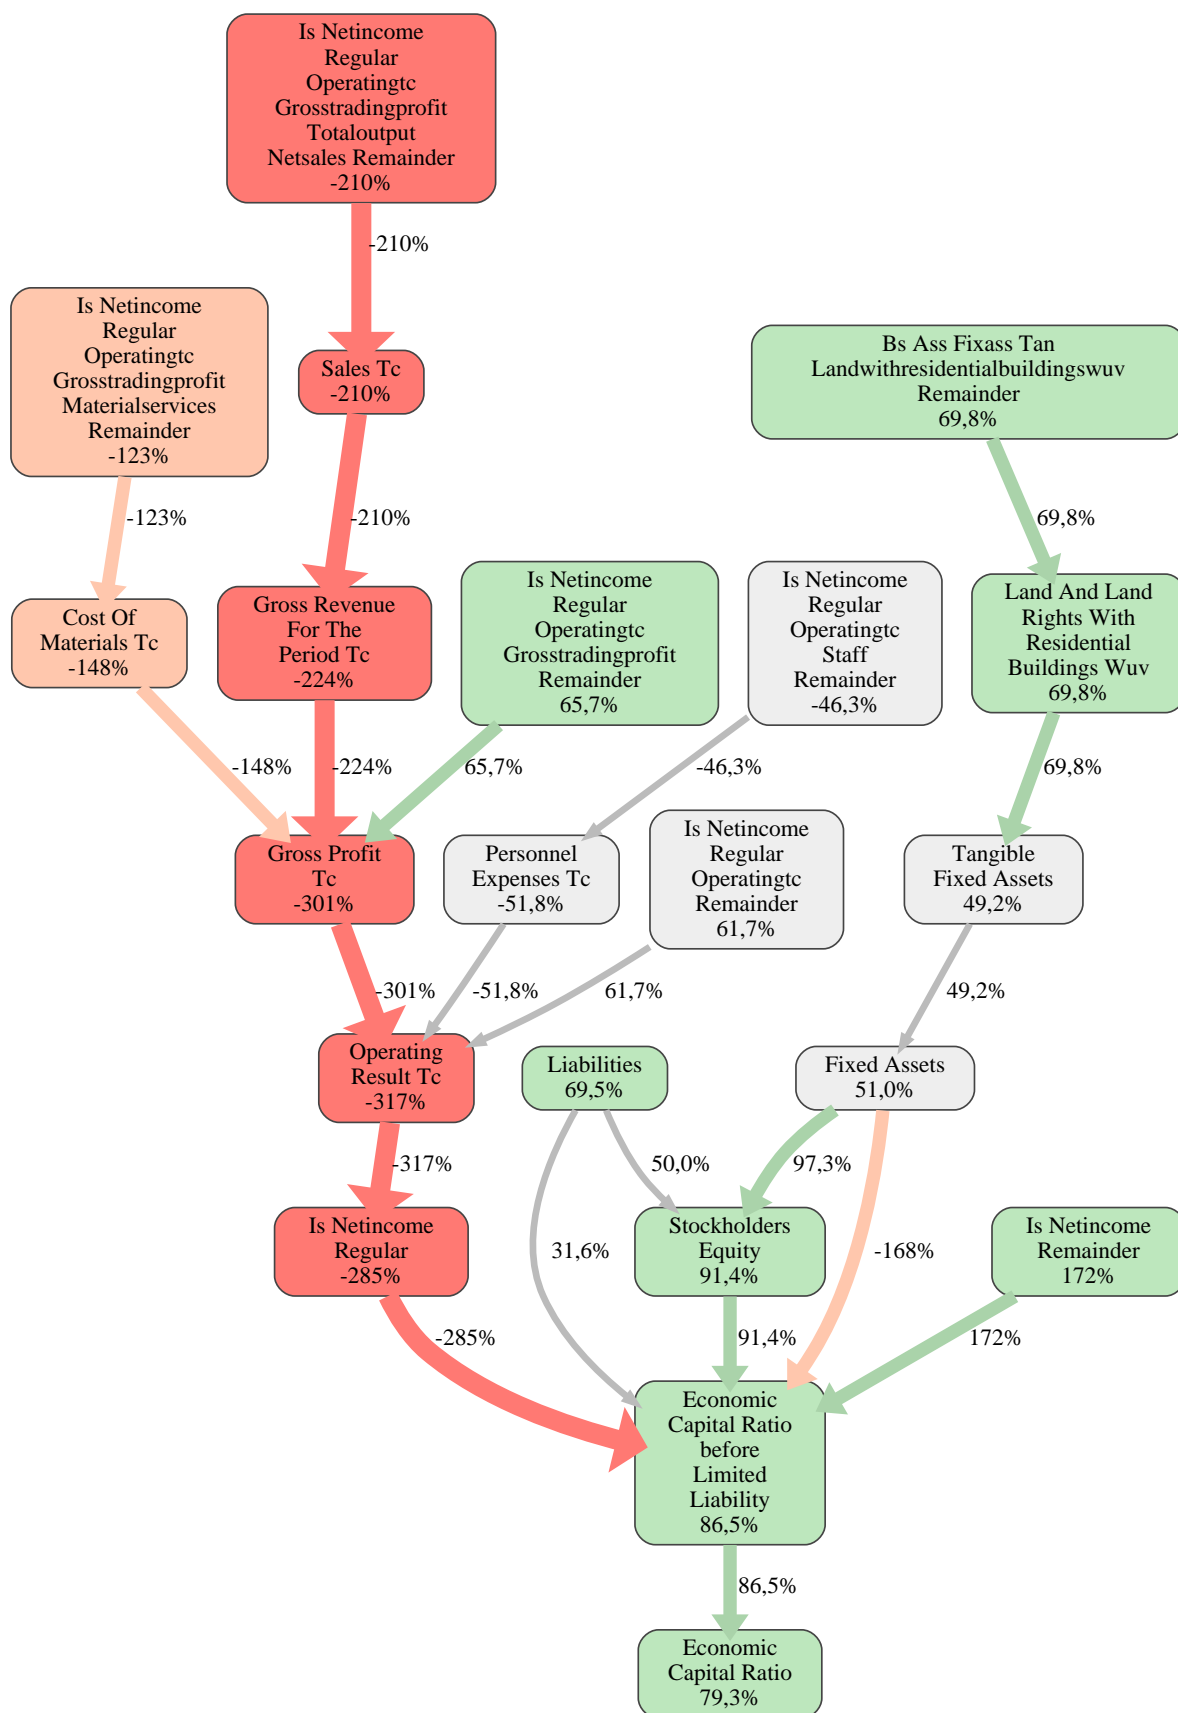 Is Netincome
Regular
Operatingtc
Grosstradingprofit
Totaloutput
Netsales Remainder
-210%
-210%
Is Netincome
Regular
Operatingtc
Grosstradingprofit
Materialservices
Remainder
-123%
Sales Tc
-210%
Bs Ass Fixass Tan
Landwithresidentialbuildingswuv
Remainder
69,8%
-123%
-210%
69,8%
Cost Of
Materials Tc
-148%
Gross Revenue
For The
Period Tc
-224%
Is Netincome
Regular
Operatingtc
Grosstradingprofit
Remainder
65,7%
Is Netincome
Regular
Operatingtc
Staff
Remainder
-46,3%
Land And Land
Rights With
Residential
Buildings Wuv
69,8%
-148%
-224%
65,7%
-46,3%
69,8%
Gross Profit
Tc
-301%
Personnel
Expenses Tc
-51,8%
Is Netincome
Regular
Operatingtc
Remainder
61,7%
Tangible
Fixed Assets
49,2%
-301%
-51,8%
61,7%
49,2%
Operating
Result Tc
-317%
Liabilities
69,5%
Fixed Assets
51,0%
-317%
50,0%
97,3%
Is Netincome
Regular
-285%
31,6%
Stockholders
Equity
91,4%
-168%
Is Netincome
Remainder
172%
-285%
91,4%
172%
Economic
Capital Ratio
before
Limited
Liability
86,5%
86,5%
Economic
Capital Ratio
79,3%